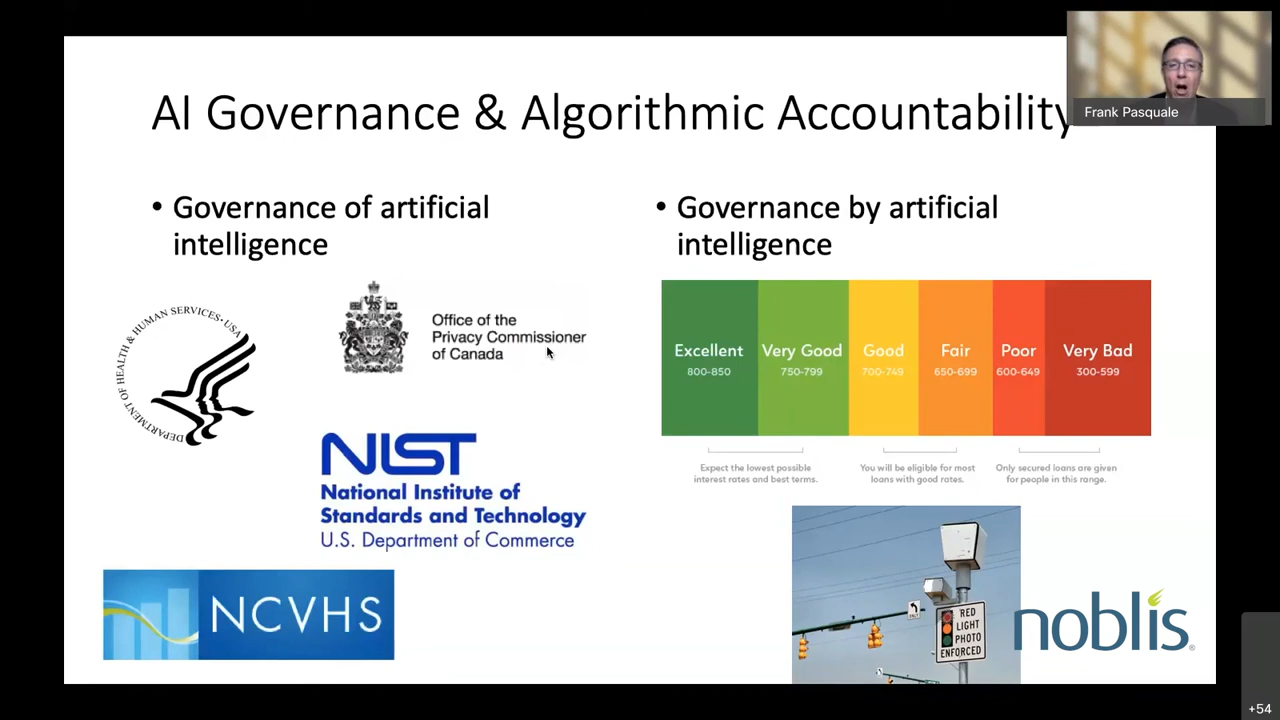 AI Governance & Algorithmic Accountability
Frank Pasquale
• Governance of artificial
intelligence
DEPARTMENT OF HEALTH & HUMAN SERVICES • USA
Office of the
Privacy Commissioner
of Canada
NIST
National Institute of
Standards and Technology
U.S. Department of Commerce
NCVHS
• Governance by artificial
intelligence
Excellent Very Good Good Fair Poor Very Bad
800-850 750-799 700-749 650-699 600-649 300-599
Expect the lowest possible
interest rates and best terms.
You will be eligible for most
loans with good rates.
Only secured loans are given
for people in this range.
RED
LIGHT
PHOTO
ENFORCED
noblis®
+54